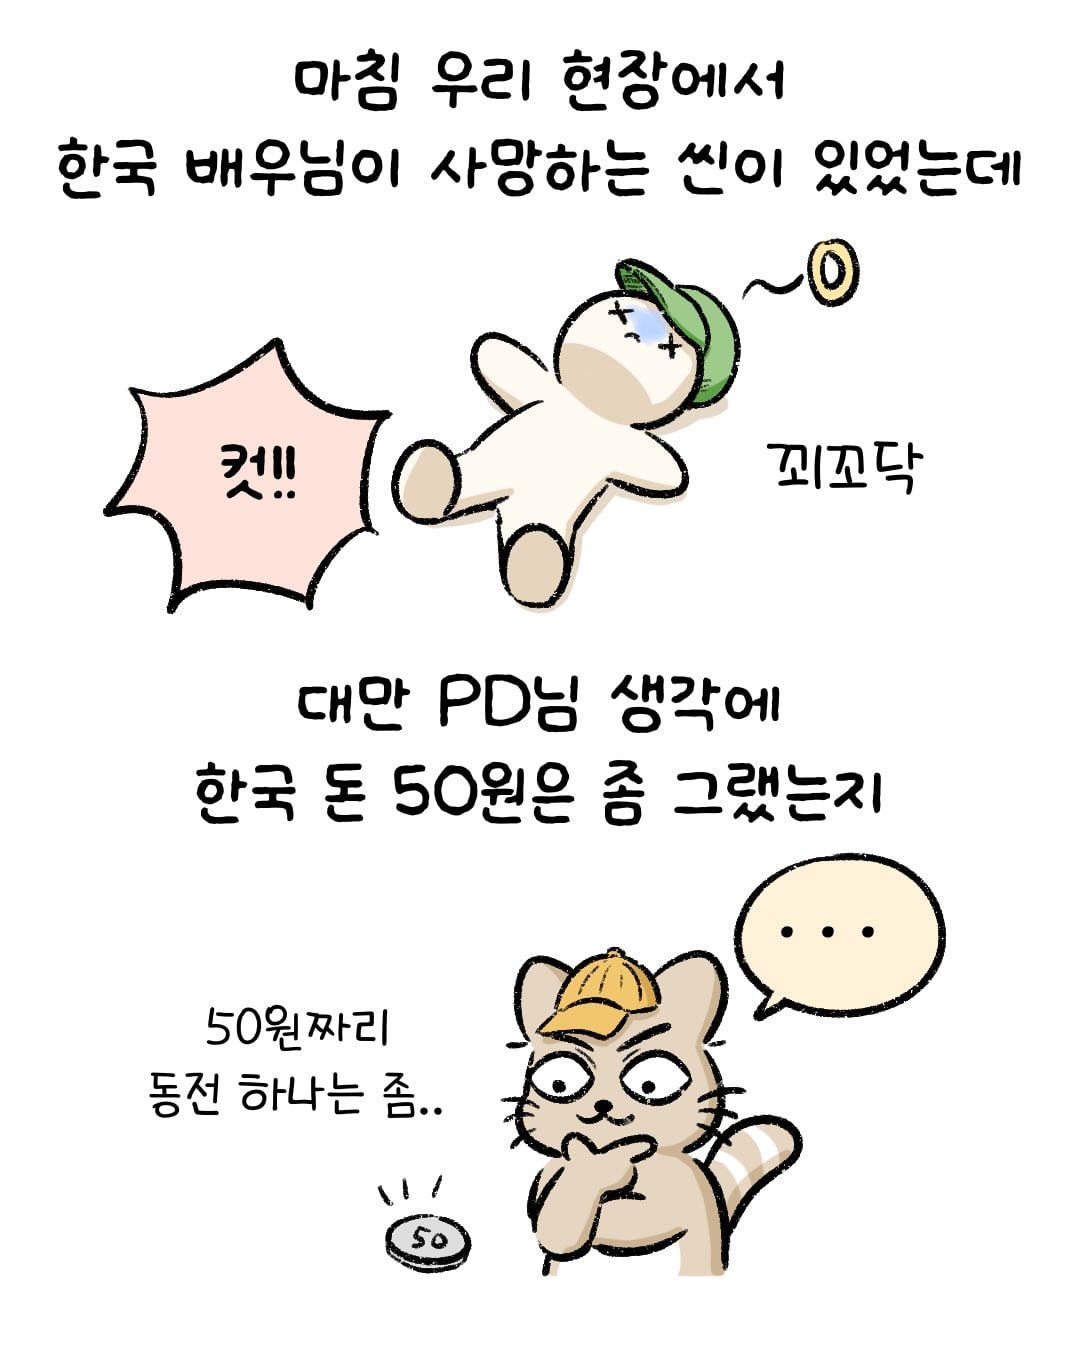 마침 우리 현장에서
한국 배우님이 사망하는 씬이 있었는데
컷!!
꾀꼬닥
대만 PD님 생각에
한국 돈 50원은 좀 그랬는지
...
50원짜리
동전 하나는 좀..
50